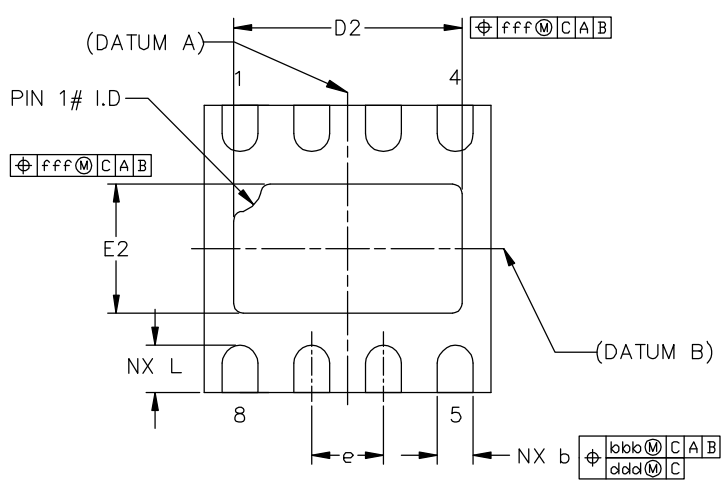 D2
⌖ fff Ⓜ C A B
(DATUM A)
1
4
PIN 1# I.D
⌖ fff Ⓜ C A B
E2
NX L
(DATUM B)
8
5
e
NX b
⌖ bbb Ⓜ C A B
ddd Ⓜ C